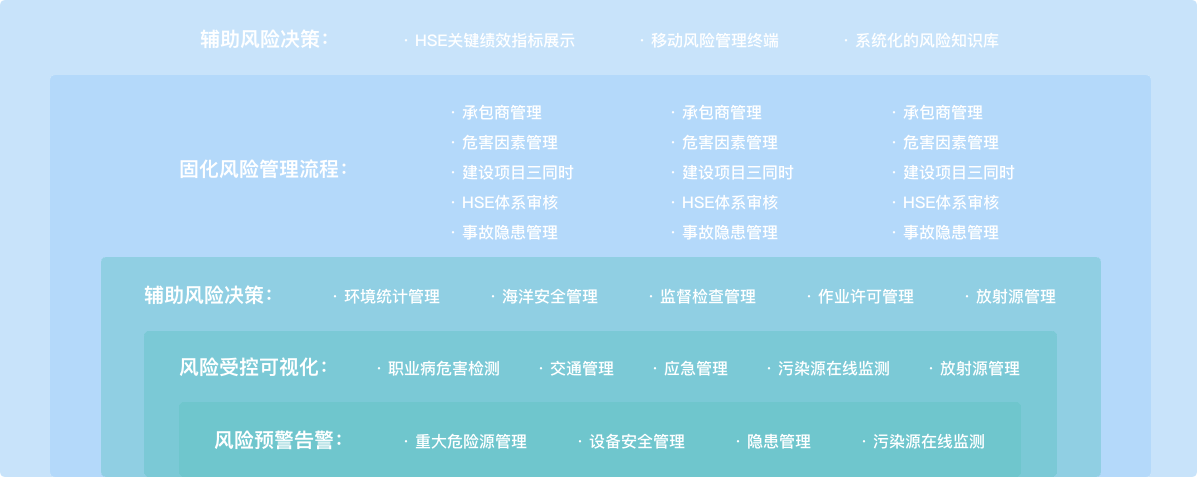 辅助风险决策： · HSE关键绩效指标展示 · 移动风险管理终端 · 系统化的风险知识库
· 承包商管理 · 承包商管理 · 承包商管理
· 危害因素管理 · 危害因素管理 · 危害因素管理
固化风险管理流程： · 建设项目三同时 · 建设项目三同时 · 建设项目三同时
· HSE体系审核 · HSE体系审核 · HSE体系审核
· 事故隐患管理 · 事故隐患管理 · 事故隐患管理
辅助风险决策： · 环境统计管理 · 海洋安全管理 · 监督检查管理 · 作业许可管理 · 放射源管理
风险受控可视化： · 职业病危害检测 · 交通管理 · 应急管理 · 污染源在线监测 · 放射源管理
风险预警告警： · 重大危险源管理 · 设备安全管理 · 隐患管理 · 污染源在线监测